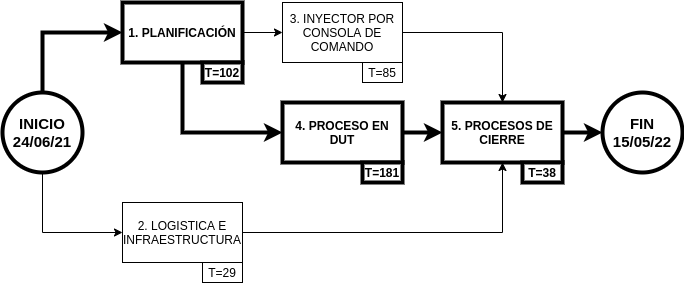 1. PLANIFICACIÓN
T=102
3. INYECTOR POR
CONSOLA DE
COMANDO
T=85
INICIO
24/06/21
4. PROCESO EN
DUT
T=181
5. PROCESOS DE
CIERRE
T=38
FIN
15/05/22
2. LOGISTICA E
INFRAESTRUCTURA
T=29